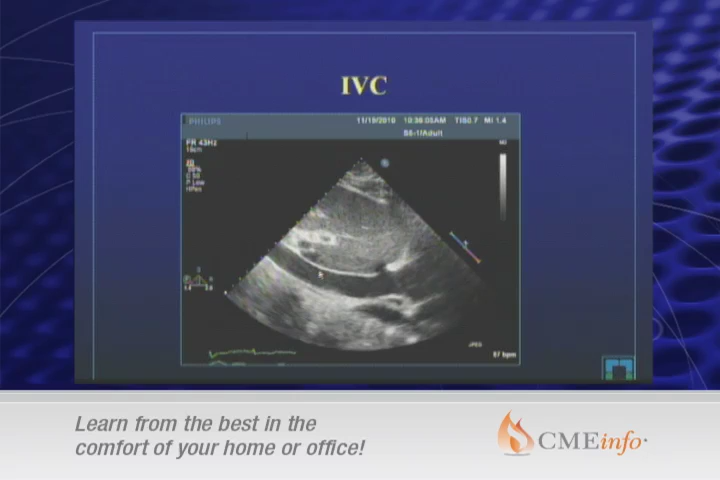 IVC
PHILIPS
11/18/2010 10:38:05AM TIS0.7 MI 1.4
S5-1/Adult
FR 43Hz
2D
JPEG
57 bpm
Learn from the best in the
comfort of your home or office!
CMEinfo